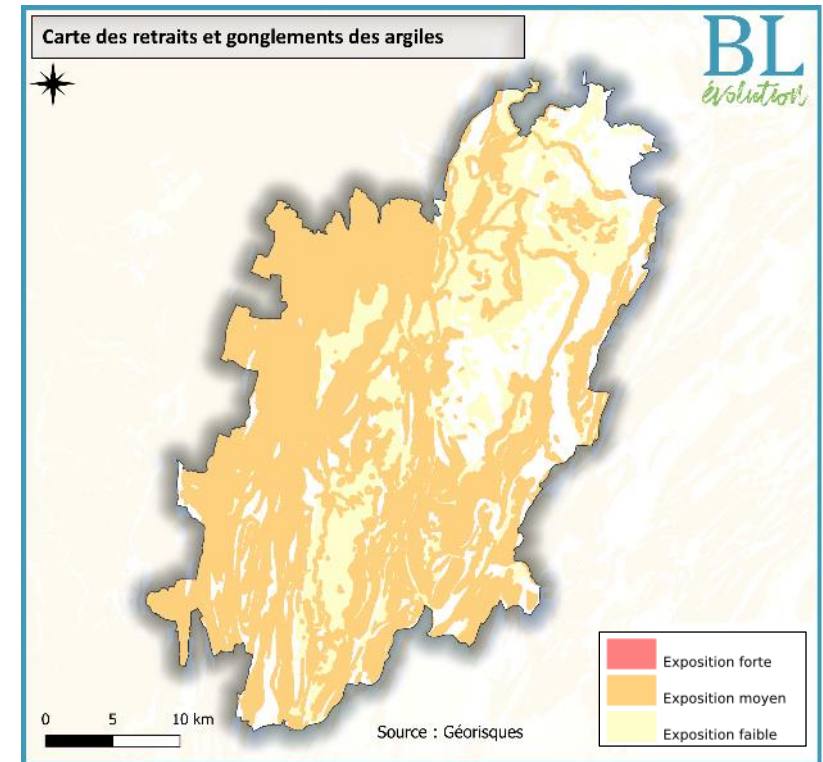 Carte des retraits et gonglements des argiles
BL
évolution
Exposition forte
Exposition moyen
Exposition faible
0 5 10 km
Source : Géorisques